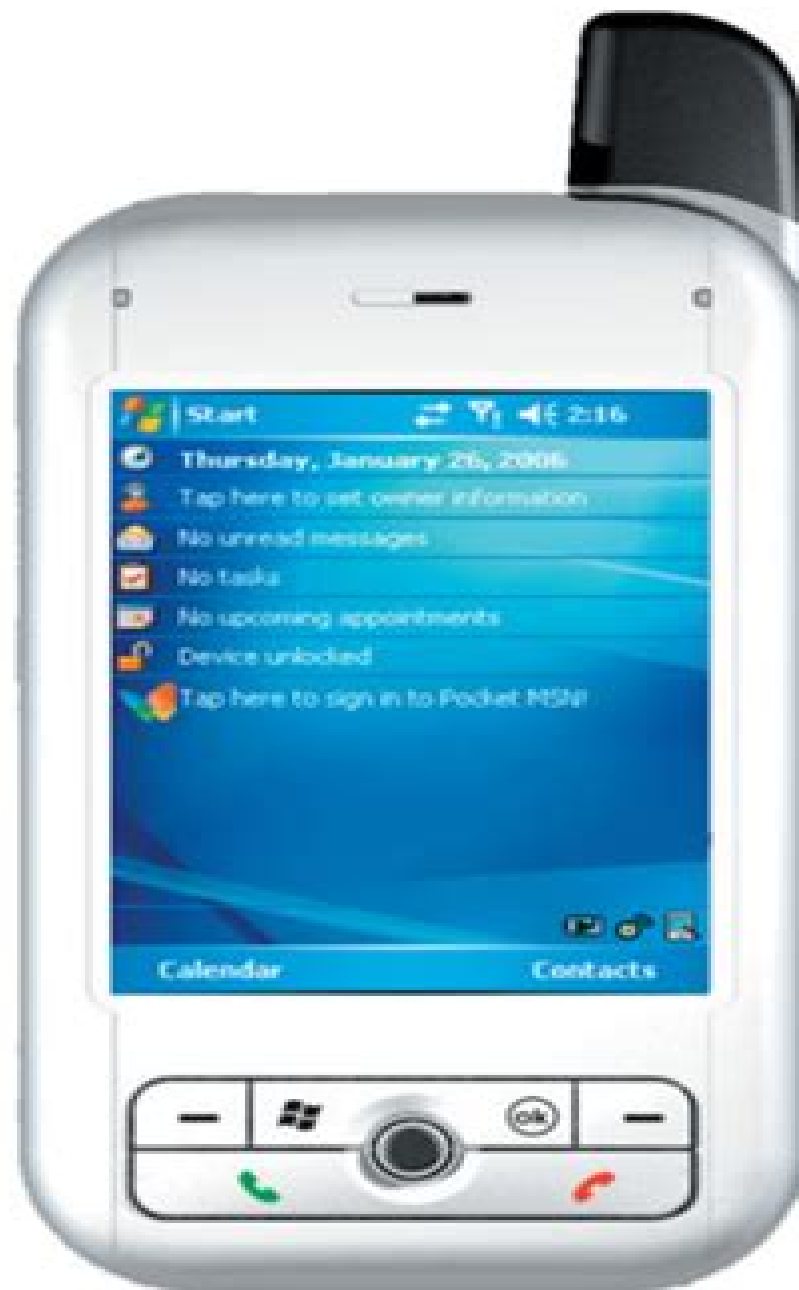 Start 2:16
Thursday, January 26, 2006
Tap here to set owner information
No unread messages
No tasks
No upcoming appointments
Device unlocked
Tap here to sign in to Pocket MSN!
Calendar Contacts
ok